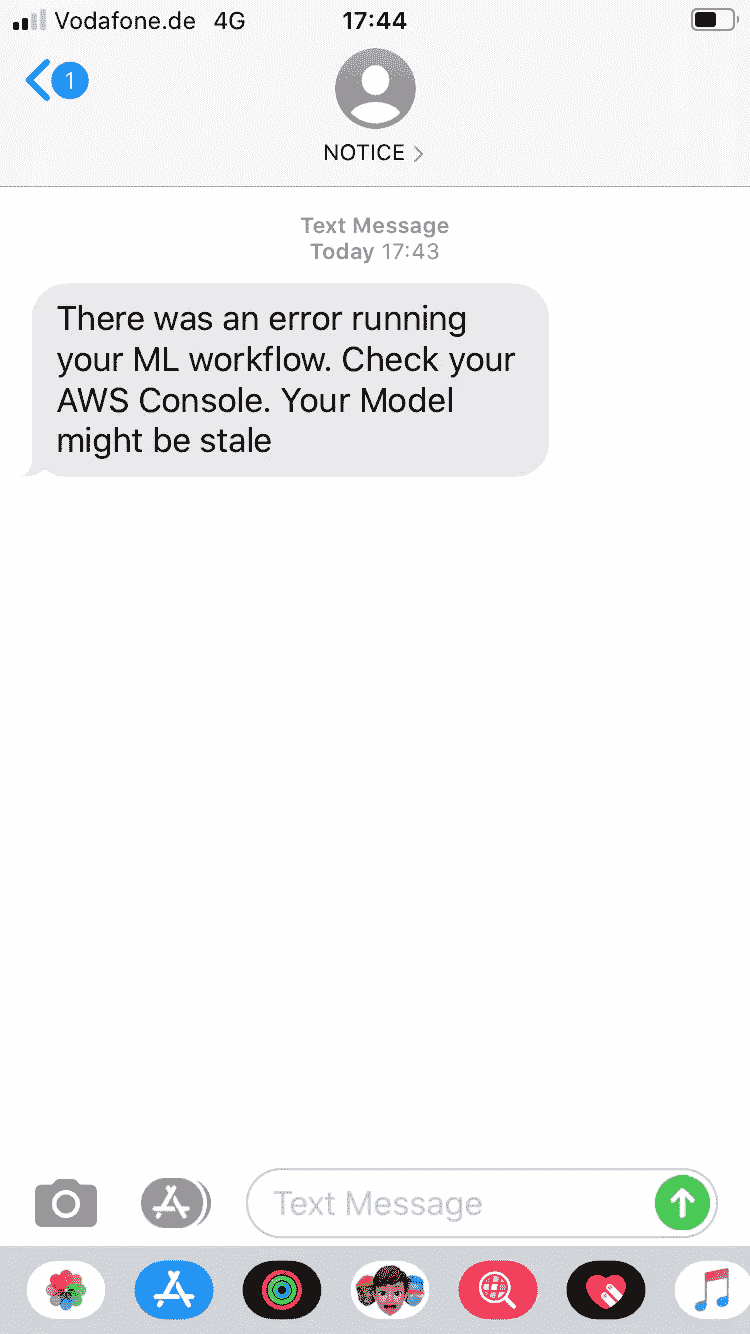 Vodafone.de 4G 17:44
1
NOTICE
Text Message
Today 17:43
There was an error running
your ML workflow. Check your
AWS Console. Your Model
might be stale
Text Message